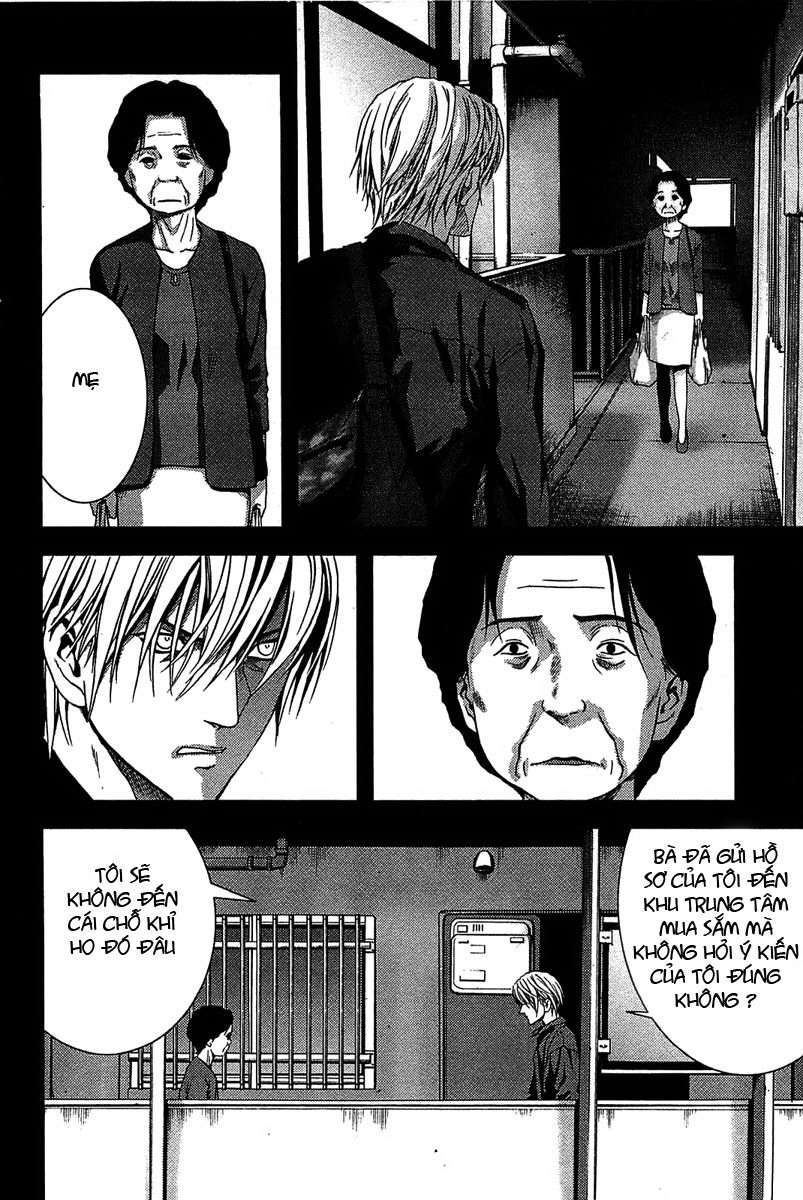 MẸ
BÀ ĐÃ GỬI HỒ
SƠ CỦA TÔI ĐẾN
KHU TRUNG TÂM
MUA SẮM MÀ
KHÔNG HỎI Ý KIẾN
CỦA TÔI ĐÚNG
KHÔNG ?
TÔI SẼ
KHÔNG ĐẾN
CÁI CHỖ KHỈ
HO ĐÓ ĐÂU